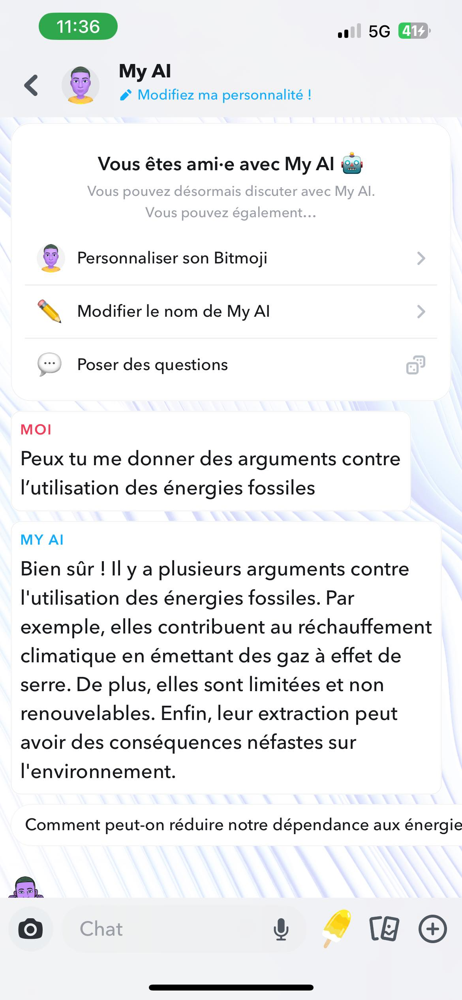 11:36
5G
41
My AI
Modifiez ma personnalité !
Vous êtes ami·e avec My AI
Vous pouvez désormais discuter avec My AI.
Vous pouvez également...
Personnaliser son Bitmoji
Modifier le nom de My AI
Poser des questions
MOI
Peux tu me donner des arguments contre
l’utilisation des énergies fossiles
MY AI
Bien sûr ! Il y a plusieurs arguments contre
l'utilisation des énergies fossiles. Par
exemple, elles contribuent au réchauffement
climatique en émettant des gaz à effet de
serre. De plus, elles sont limitées et non
renouvelables. Enfin, leur extraction peut
avoir des conséquences néfastes sur
l'environnement.
Comment peut-on réduire notre dépendance aux énergie
Chat